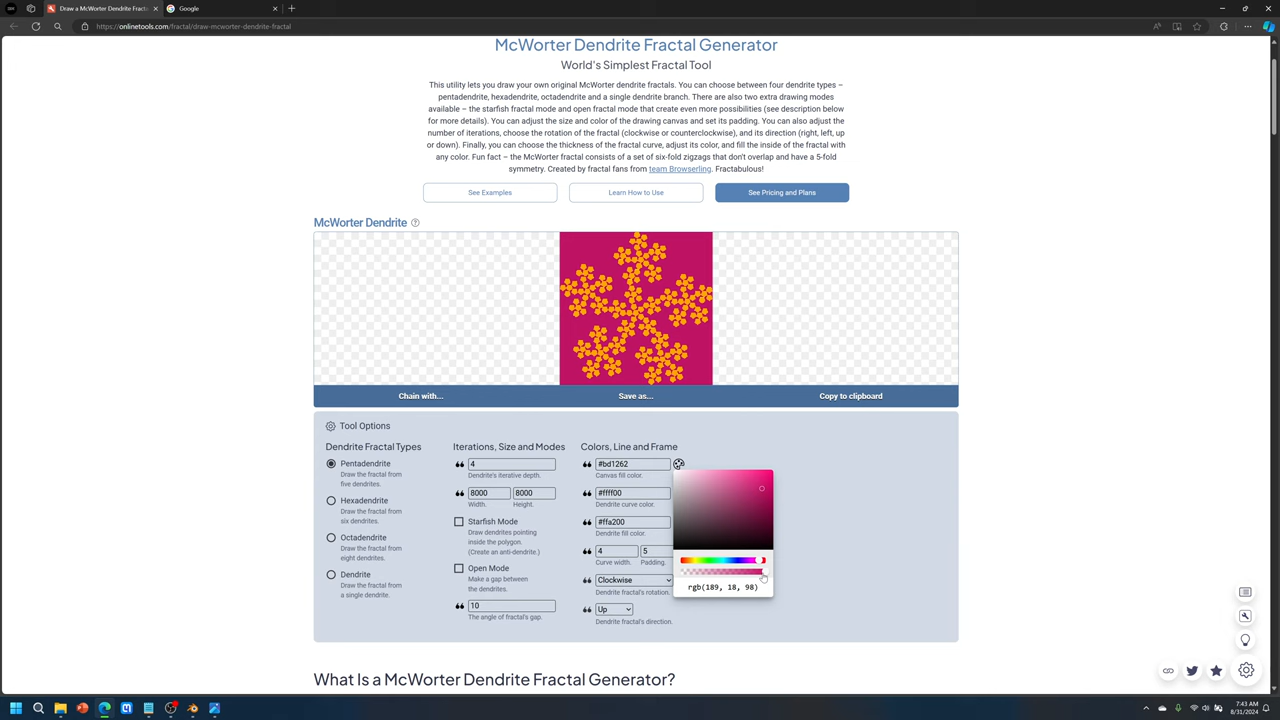 Draw a McWorter Dendrite Fract
Google
https://onlinetools.com/fractal/draw-mcworter-dendrite-fractal
McWorter Dendrite Fractal Generator
World's Simplest Fractal Tool
This utility lets you draw your own original McWorter dendrite fractals. You can choose between four dendrite types –
pentadendrite, hexadendrite, octadendrite and a single dendrite branch. There are also two extra drawing modes
available – the starfish fractal mode and open fractal mode that create even more possibilities (see description below
for more details). You can adjust the size and color of the drawing canvas and set its padding. You can also adjust the
number of iterations, choose the rotation of the fractal (clockwise or counterclockwise), and its direction (right, left, up
or down). Finally, you can choose the thickness of the fractal curve, adjust its color, and fill the inside of the fractal with
any color. Fun fact – the McWorter fractal consists of a set of six-fold zigzags that don't overlap and have a 5-fold
symmetry. Created by fractal fans from team Browserling. Fractabulous!
See Examples
Learn How to Use
See Pricing and Plans
McWorter Dendrite
Chain with...
Save as...
Copy to clipboard
Tool Options
Dendrite Fractal Types
Pentadendrite
Draw the fractal from
five dendrites.
Hexadendrite
Draw the fractal from
six dendrites.
Octadendrite
Draw the fractal from
eight dendrites.
Dendrite
Draw the fractal from
a single dendrite.
Iterations, Size and Modes
4
Dendrite's iterative depth.
8000 8000
Width. Height.
Starfish Mode
Draw dendrites pointing
inside the polygon.
(Create an anti-dendrite.)
Open Mode
Make a gap between
the dendrites.
10
The angle of fractal's gap.
Colors, Line and Frame
#bd1262
Canvas fill color.
#ffff00
Dendrite curve color.
#ffa200
Dendrite fill color.
4 5
Curve width. Padding.
Clockwise
Dendrite fractal's rotation.
Up
Dendrite fractal's direction.
rgb(189, 18, 98)
What Is a McWorter Dendrite Fractal Generator?
7:43 AM
8/31/2024